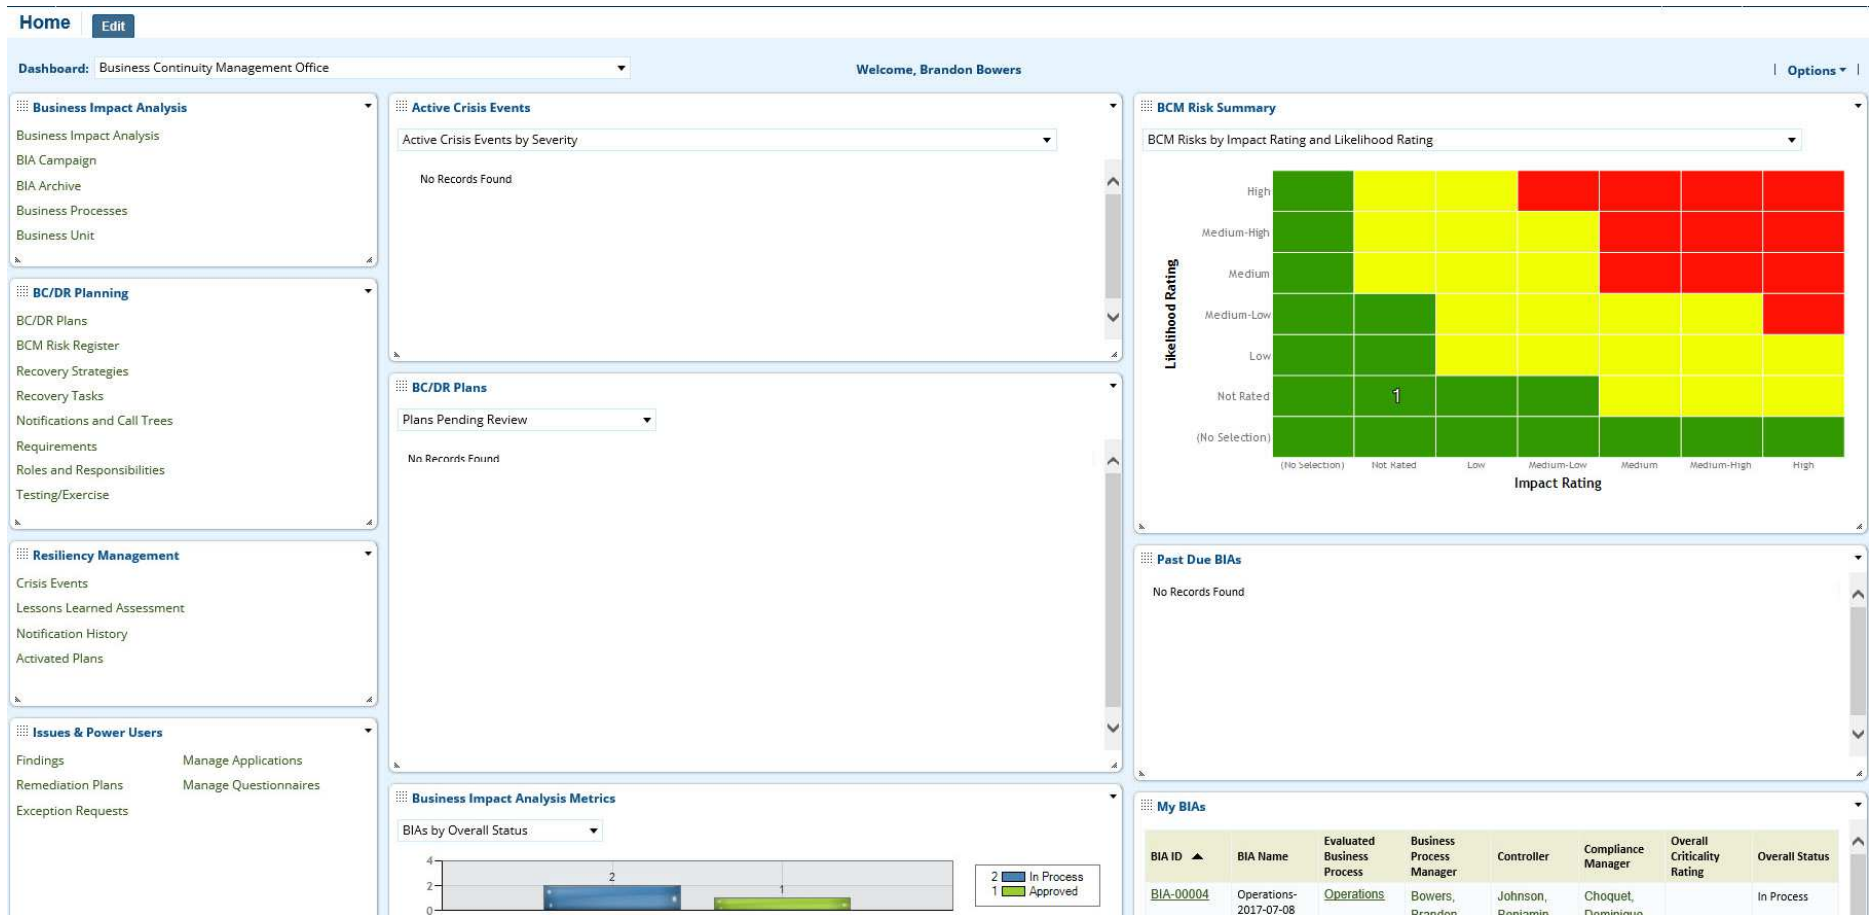 Home Edit
Dashboard: Business Continuity Management Office
Welcome, Brandon Bowers
| Options |
Business Impact Analysis
Business Impact Analysis
BIA Campaign
BIA Archive
Business Processes
Business Unit
BC/DR Planning
BC/DR Plans
BCM Risk Register
Recovery Strategies
Recovery Tasks
Notifications and Call Trees
Requirements
Roles and Responsibilities
Testing/Exercise
Resiliency Management
Crisis Events
Lessons Learned Assessment
Notification History
Activated Plans
Issues & Power Users
Findings Manage Applications
Remediation Plans Manage Questionnaires
Exception Requests
Active Crisis Events
Active Crisis Events by Severity
No Records Found
BC/DR Plans
Plans Pending Review
No Records Found
Business Impact Analysis Metrics
BIAs by Overall Status
4
2
0
2
1
2 In Process
1 Approved
BCM Risk Summary
BCM Risks by Impact Rating and Likelihood Rating
Likelihood Rating
High
Medium-High
Medium
Medium-Low
Low
Not Rated 1
(No Selection)
(No Selection) Not Rated Low Medium-Low Medium Medium-High High
Impact Rating
Past Due BIAs
No Records Found
My BIAs
BIA ID BIA Name Evaluated Business Process Business Process Manager Controller Compliance Manager Overall Criticality Rating Overall Status
BIA-00004 Operations- Operations Bowers, Johnson, Choquet, In Process
2017-07-08 Brandon Benjamin Dominique